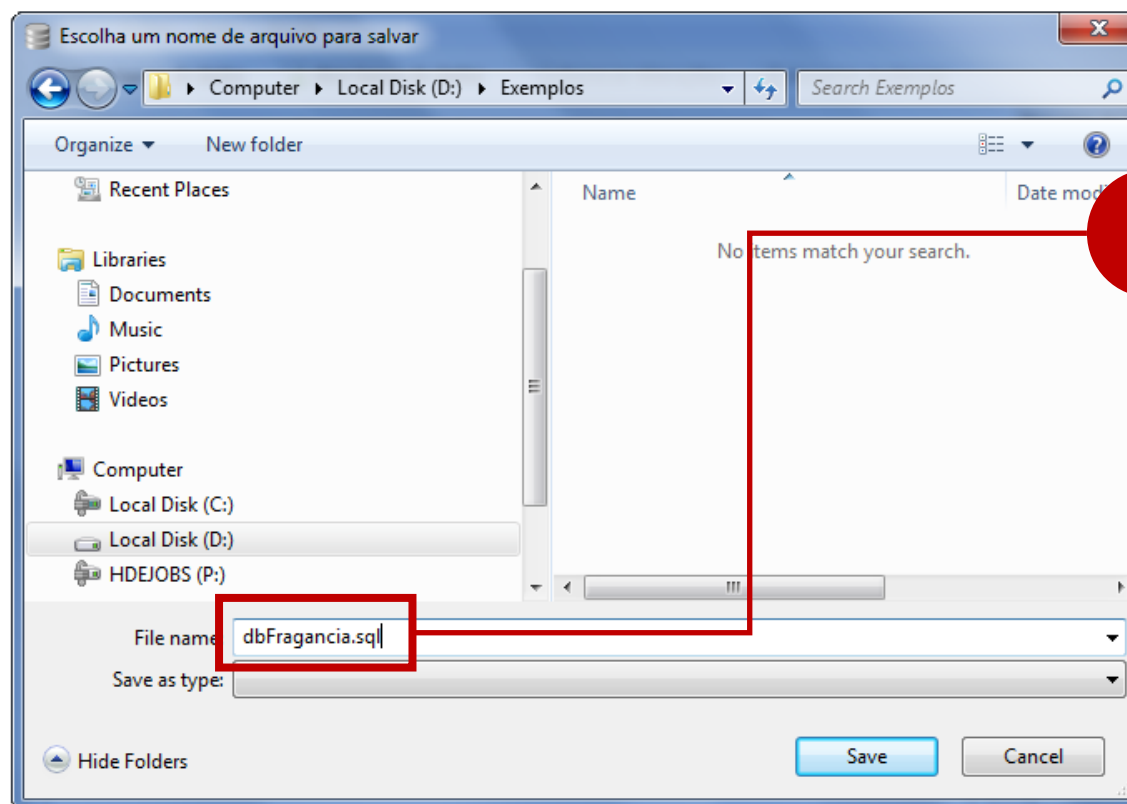 Escolha um nome de arquivo para salvar
Computer Local Disk (D:) Exemplos
Search Exemplos
Organize New folder
Recent Places
Libraries
Documents
Music
Pictures
Videos
Computer
Local Disk (C:)
Local Disk (D:)
HDEJOBS (P:)
Name
No items match your search.
File name dbFragancia.sql
Save as type:
Hide Folders
Save Cancel